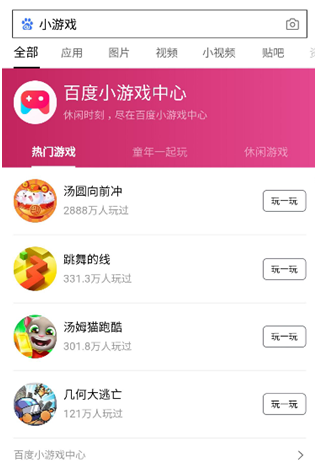 小游戏
全部 应用 图片 视频 小视频 贴吧
百度小游戏中心
休闲时刻，尽在百度小游戏中心
热门游戏 童年一起玩 休闲游戏
汤圆向前冲
2888万人玩过
玩一玩
跳舞的线
331.3万人玩过
玩一玩
汤姆猫跑酷
301.8万人玩过
玩一玩
几何大逃亡
121万人玩过
玩一玩
百度小游戏中心